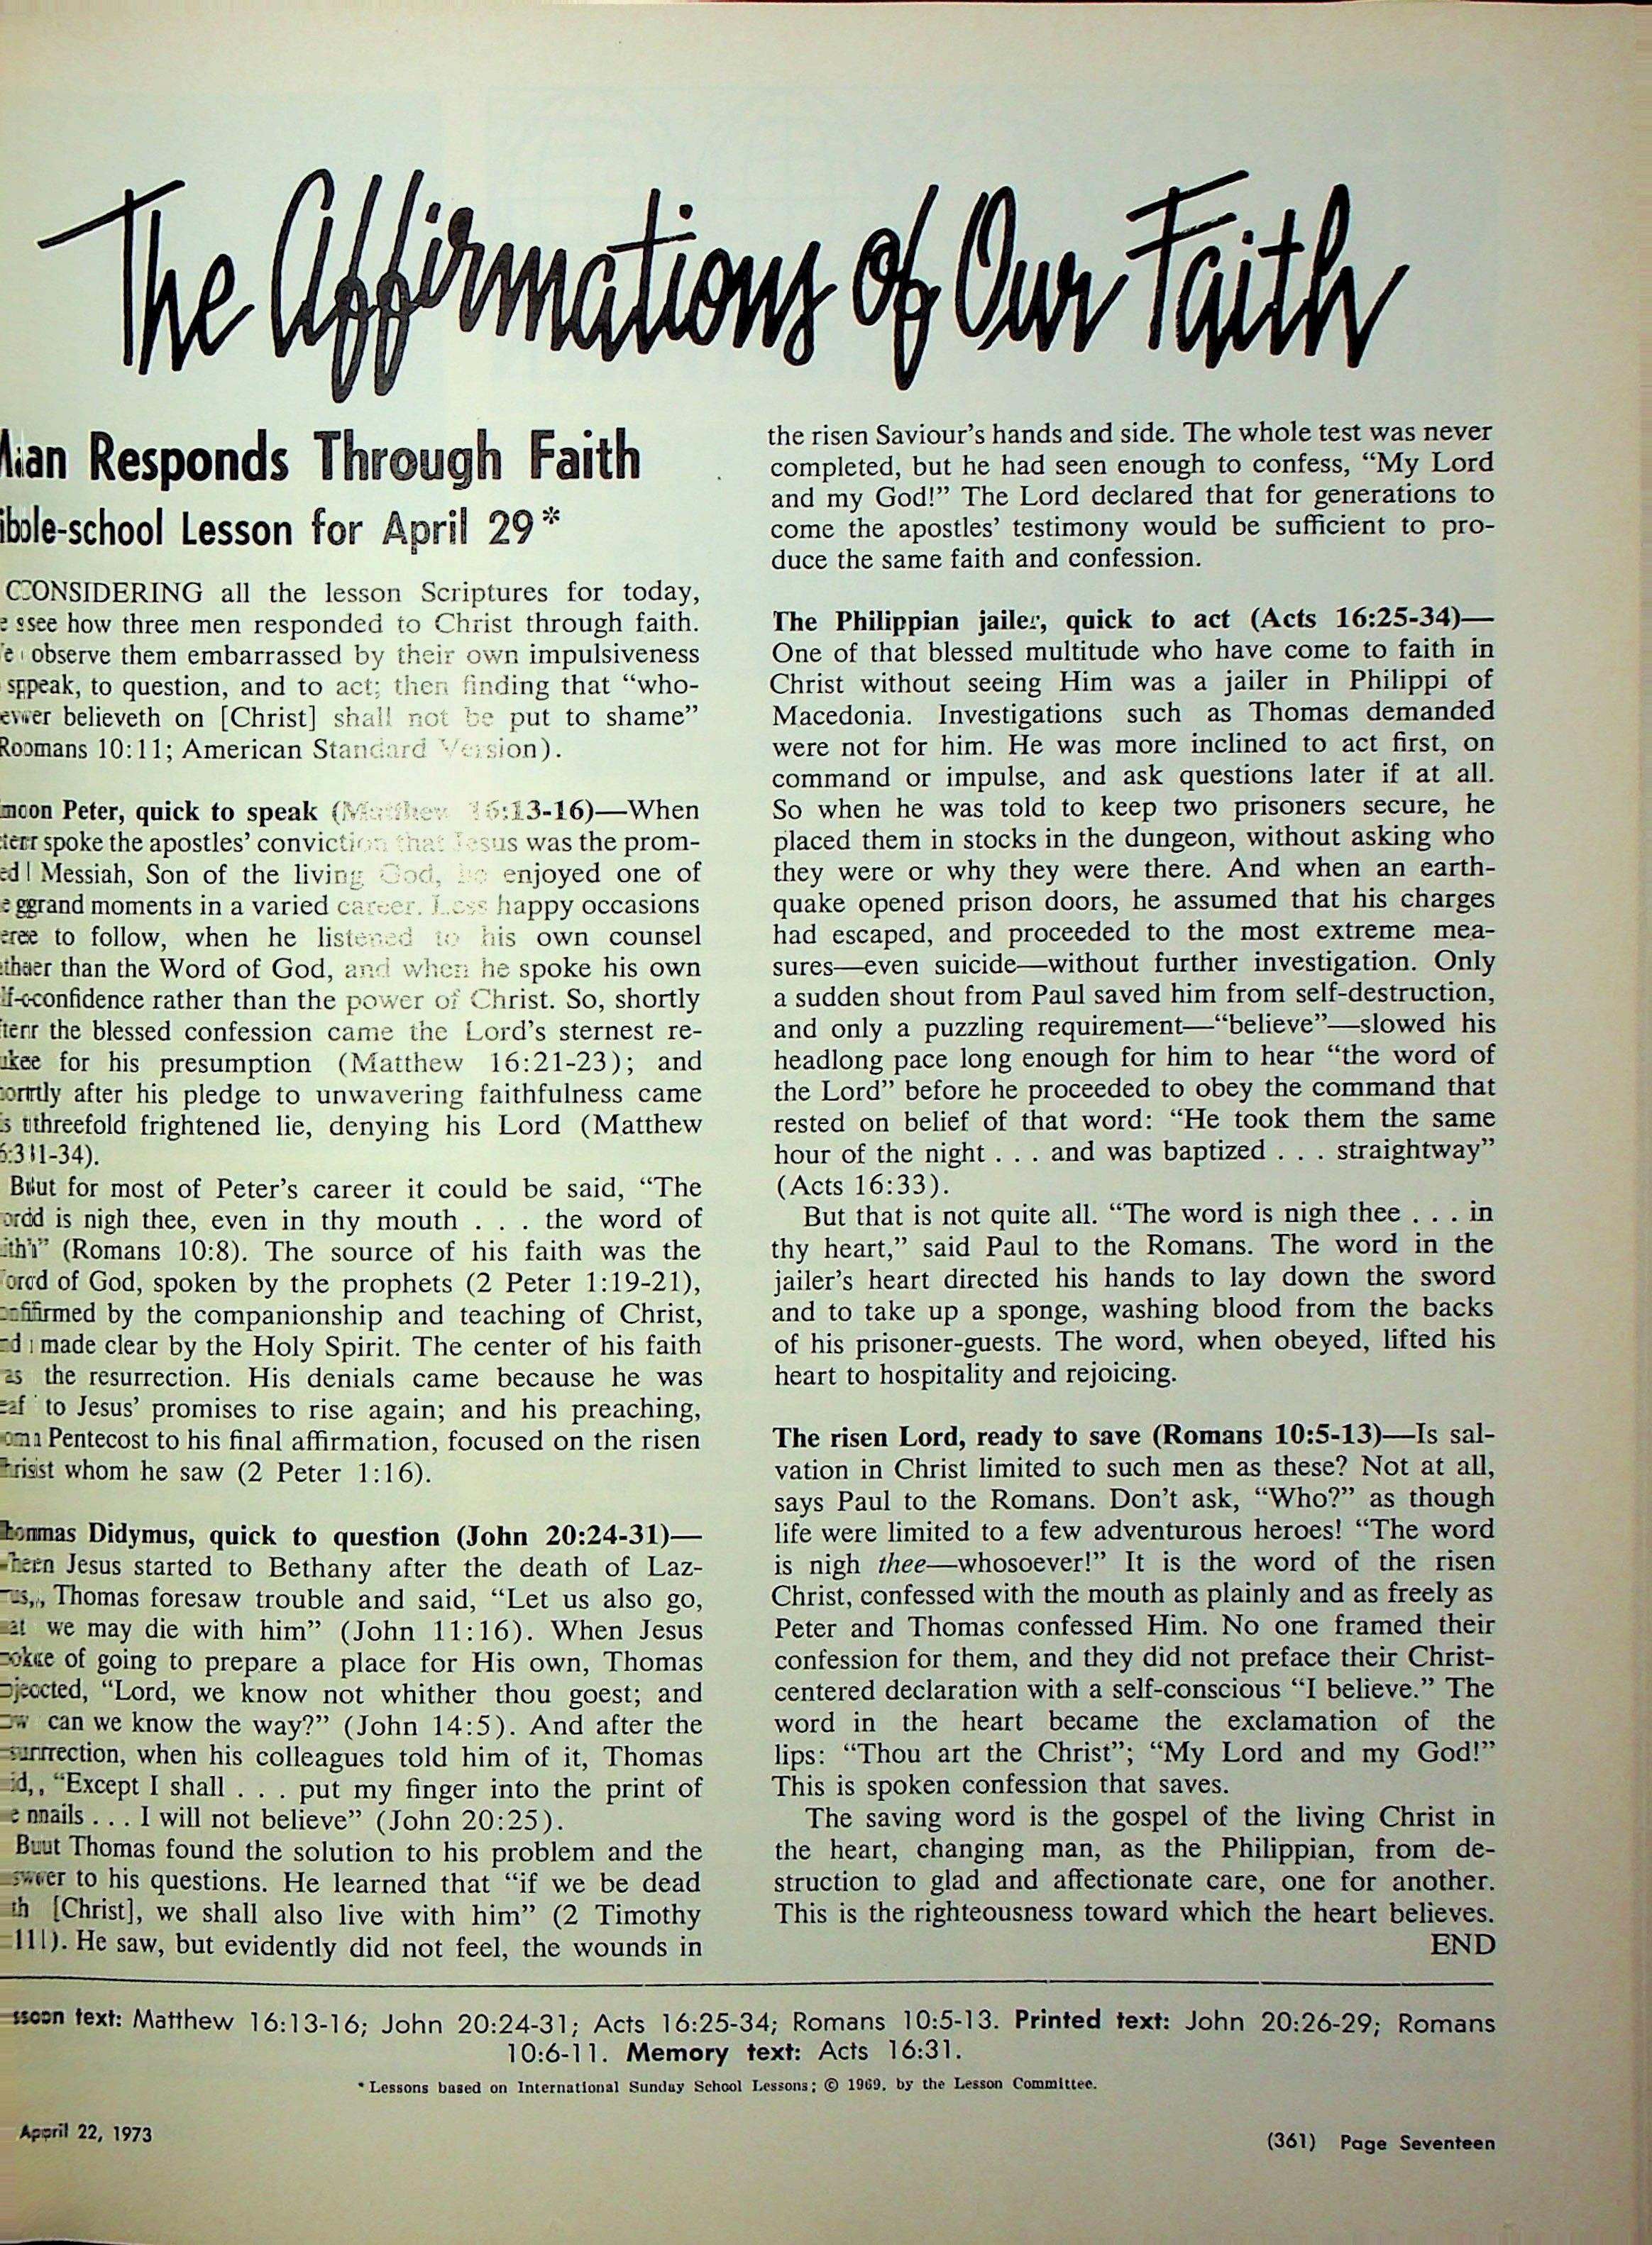 The Affirmations of Our Faith
Man Responds Through Faith
ible-school Lesson for April 29*
CONSIDERING all the lesson Scriptures for today,
e see how three men responded to Christ through faith.
e observe them embarrassed by their own impulsiveness
speak, to question, and to act; then finding that “who-
ever believeth on [Christ] shall not be put to shame”
Romans 10:11; American Standard Version).
mon Peter, quick to speak (Matthew 16:13-16)—When
ter spoke the apostles’ conviction that Jesus was the prom-
ed Messiah, Son of the living God, he enjoyed one of
e grand moments in a varied career. Less happy occasions
ere to follow, when he listened to his own counsel
ther than the Word of God, and when he spoke his own
lf-confidence rather than the power of Christ. So, shortly
ter the blessed confession came the Lord’s sternest re-
uke for his presumption (Matthew 16:21-23); and
ortly after his pledge to unwavering faithfulness came
s threefold frightened lie, denying his Lord (Matthew
6:31-34).
But for most of Peter’s career it could be said, “The
ord is nigh thee, even in thy mouth . . . the word of
ith” (Romans 10:8). The source of his faith was the
ord of God, spoken by the prophets (2 Peter 1:19-21),
nfirmed by the companionship and teaching of Christ,
d made clear by the Holy Spirit. The center of his faith
as the resurrection. His denials came because he was
eaf to Jesus’ promises to rise again; and his preaching,
om Pentecost to his final affirmation, focused on the risen
hrist whom he saw (2 Peter 1:16).
homas Didymus, quick to question (John 20:24-31)—
hen Jesus started to Bethany after the death of Laz-
us, Thomas foresaw trouble and said, “Let us also go,
at we may die with him” (John 11:16). When Jesus
oke of going to prepare a place for His own, Thomas
bjected, “Lord, we know not whither thou goest; and
ow can we know the way?” (John 14:5). And after the
surrection, when his colleagues told him of it, Thomas
id, “Except I shall . . . put my finger into the print of
e nails . . . I will not believe” (John 20:25).
But Thomas found the solution to his problem and the
swer to his questions. He learned that “if we be dead
th [Christ], we shall also live with him” (2 Timothy
11). He saw, but evidently did not feel, the wounds in
the risen Saviour’s hands and side. The whole test was never
completed, but he had seen enough to confess, “My Lord
and my God!” The Lord declared that for generations to
come the apostles’ testimony would be sufficient to pro-
duce the same faith and confession.
The Philippian jailer, quick to act (Acts 16:25-34)—
One of that blessed multitude who have come to faith in
Christ without seeing Him was a jailer in Philippi of
Macedonia. Investigations such as Thomas demanded
were not for him. He was more inclined to act first, on
command or impulse, and ask questions later if at all.
So when he was told to keep two prisoners secure, he
placed them in stocks in the dungeon, without asking who
they were or why they were there. And when an earth-
quake opened prison doors, he assumed that his charges
had escaped, and proceeded to the most extreme mea-
sures—even suicide—without further investigation. Only
a sudden shout from Paul saved him from self-destruction,
and only a puzzling requirement—“believe”—slowed his
headlong pace long enough for him to hear “the word of
the Lord” before he proceeded to obey the command that
rested on belief of that word: “He took them the same
hour of the night . . . and was baptized . . . straightway”
(Acts 16:33).
But that is not quite all. “The word is nigh thee . . . in
thy heart,” said Paul to the Romans. The word in the
jailer’s heart directed his hands to lay down the sword
and to take up a sponge, washing blood from the backs
of his prisoner-guests. The word, when obeyed, lifted his
heart to hospitality and rejoicing.
The risen Lord, ready to save (Romans 10:5-13)—Is sal-
vation in Christ limited to such men as these? Not at all,
says Paul to the Romans. Don’t ask, “Who?” as though
life were limited to a few adventurous heroes! “The word
is nigh thee—whosoever!” It is the word of the risen
Christ, confessed with the mouth as plainly and as freely as
Peter and Thomas confessed Him. No one framed their
confession for them, and they did not preface their Christ-
centered declaration with a self-conscious “I believe.” The
word in the heart became the exclamation of the
lips: “Thou art the Christ”; “My Lord and my God!”
This is spoken confession that saves.
The saving word is the gospel of the living Christ in
the heart, changing man, as the Philippian, from de-
struction to glad and affectionate care, one for another.
This is the righteousness toward which the heart believes.
END
sson text: Matthew 16:13-16; John 20:24-31; Acts 16:25-34; Romans 10:5-13. Printed text: John 20:26-29; Romans
10:6-11. Memory text: Acts 16:31.
* Lessons based on International Sunday School Lessons; © 1969, by the Lesson Committee.
April 22, 1973
(361) Page Seventeen